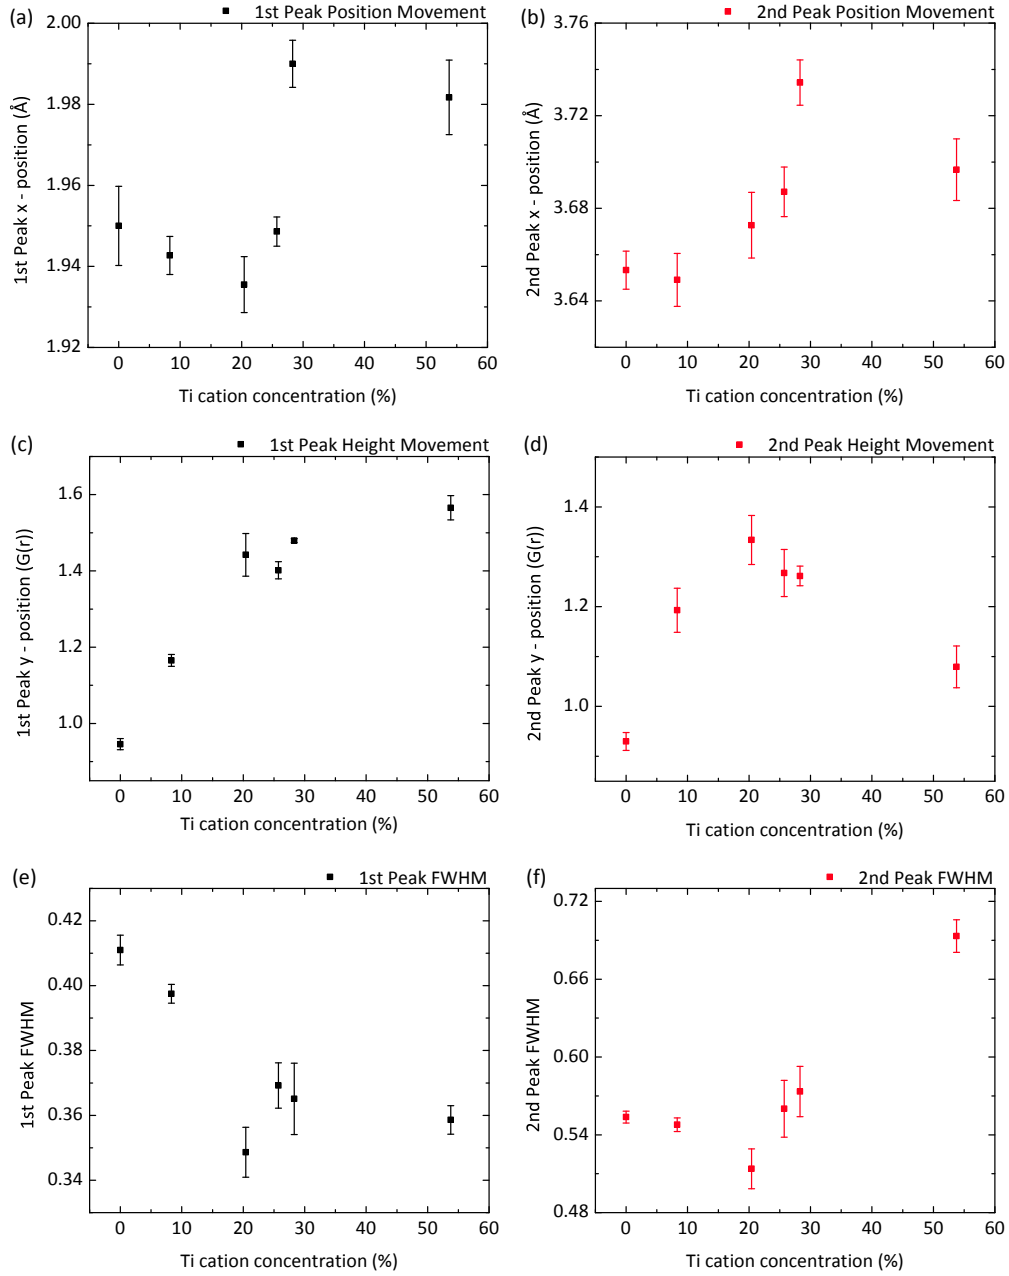 (a)
1st Peak Position Movement
2.00
1.98
1.96
1.94
1.92
1st Peak x - position (Å)
0 10 20 30 40 50 60
Ti cation concentration (%)
(b)
2nd Peak Position Movement
3.76
3.72
3.68
3.64
2nd Peak x - position (Å)
0 10 20 30 40 50 60
Ti cation concentration (%)
(c)
1st Peak Height Movement
1.6
1.4
1.2
1.0
1st Peak y - position (G(r))
0 10 20 30 40 50 60
Ti cation concentration (%)
(d)
2nd Peak Height Movement
1.4
1.2
1.0
2nd Peak y - position (G(r))
0 10 20 30 40 50 60
Ti cation concentration (%)
(e)
1st Peak FWHM
0.42
0.40
0.38
0.36
0.34
1st Peak FWHM
0 10 20 30 40 50 60
Ti cation concentration (%)
(f)
2nd Peak FWHM
0.72
0.66
0.60
0.54
0.48
2nd Peak FWHM
0 10 20 30 40 50 60
Ti cation concentration (%)